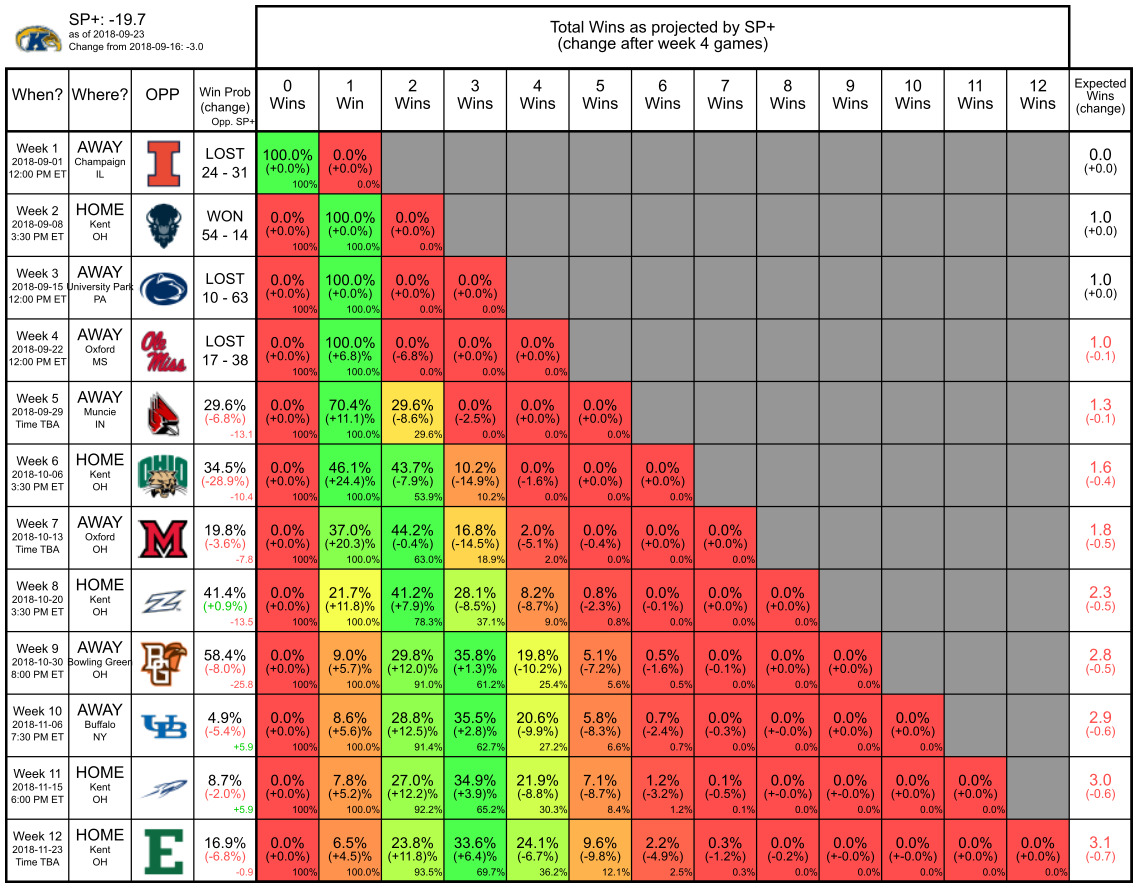 SP+: -19.7
as of 2018-09-23
Change from 2018-09-16: -3.0
Total Wins as projected by SP+
(change after week 4 games)
When? Where? OPP Win Prob (change) Opp. SP+ 0 Wins 1 Win 2 Wins 3 Wins 4 Wins 5 Wins 6 Wins 7 Wins 8 Wins 9 Wins 10 Wins 11 Wins 12 Wins Expected Wins (change)
Week 1 AWAY LOST 100.0% 0.0% 0.0
2018-09-01 Champaign I (+0.0%) (+0.0%) (+0.0)
12:00 PM ET IL 24 - 31 100% 0.0%
Week 2 HOME WON 0.0% 100.0% 0.0% 1.0
2018-09-08 Kent (+0.0%) (+0.0%) (+0.0%) (+0.0)
3:30 PM ET OH 54 - 14 100% 100.0% 0.0%
Week 3 AWAY LOST 0.0% 100.0% 0.0% 0.0% 1.0
2018-09-15 University Park (+0.0%) (+0.0%) (+0.0%) (+0.0%) (+0.0)
12:00 PM ET PA 10 - 63 100% 100.0% 0.0% 0.0%
Week 4 AWAY Ole LOST 0.0% 100.0% 0.0% 0.0% 0.0% 1.0
2018-09-22 Oxford Miss (+0.0%) (+6.8)% (-6.8%) (+0.0%) (+0.0%) (-0.1)
12:00 PM ET MS 17 - 38 100% 100.0% 0.0% 0.0% 0.0%
Week 5 AWAY 29.6% 0.0% 70.4% 29.6% 0.0% 0.0% 0.0% 1.3
2018-09-29 Muncie (-6.8%) (+0.0%) (+11.1)% (-8.6%) (-2.5%) (+0.0%) (+0.0%) (-0.1)
Time TBA IN -13.1 100% 100.0% 29.6% 0.0% 0.0% 0.0%
Week 6 HOME OHIO 34.5% 0.0% 46.1% 43.7% 10.2% 0.0% 0.0% 0.0% 1.6
2018-10-06 Kent (-28.9%) (+0.0%) (+24.4)% (-7.9%) (-14.9%) (-1.6%) (+0.0%) (+0.0%) (-0.4)
3:30 PM ET OH -10.4 100% 100.0% 53.9% 10.2% 0.0% 0.0% 0.0%
Week 7 AWAY M 19.8% 0.0% 37.0% 44.2% 16.8% 2.0% 0.0% 0.0% 0.0% 1.8
2018-10-13 Oxford (-3.6%) (+0.0%) (+20.3)% (-0.4%) (-14.5%) (-5.1%) (-0.4%) (+0.0%) (+0.0%) (-0.5)
Time TBA OH -7.8 100% 100.0% 63.0% 18.9% 2.0% 0.0% 0.0% 0.0%
Week 8 HOME Z 41.4% 0.0% 21.7% 41.2% 28.1% 8.2% 0.8% 0.0% 0.0% 0.0% 2.3
2018-10-20 Kent (+0.9%) (+0.0%) (+11.8)% (+7.9%) (-8.5%) (-8.7%) (-2.3%) (-0.1%) (+0.0%) (+0.0%) (-0.5)
3:30 PM ET OH -13.5 100% 100.0% 78.3% 37.1% 9.0% 0.8% 0.0% 0.0% 0.0%
Week 9 AWAY BG 58.4% 0.0% 9.0% 29.8% 35.8% 19.8% 5.1% 0.5% 0.0% 0.0% 0.0% 2.8
2018-10-30 Bowling Green (-8.0%) (+0.0%) (+5.7)% (+12.0%) (+1.3%) (-10.2%) (-7.2%) (-1.6%) (-0.1%) (+0.0%) (+0.0%) (-0.5)
8:00 PM ET OH -25.8 100% 100.0% 91.0% 61.2% 25.4% 5.6% 0.5% 0.0% 0.0% 0.0%
Week 10 AWAY UB 4.9% 0.0% 8.6% 28.8% 35.5% 20.6% 5.8% 0.7% 0.0% 0.0% 0.0% 0.0% 2.9
2018-11-06 Buffalo (-5.4%) (+0.0%) (+5.6)% (+12.5%) (+2.8%) (-9.9%) (-8.3%) (-2.4%) (-0.3%) (+-0.0%) (+0.0%) (+0.0%) (-0.6)
7:30 PM ET NY +5.9 100% 100.0% 91.4% 62.7% 27.2% 6.6% 0.7% 0.0% 0.0% 0.0% 0.0%
Week 11 HOME 8.7% 0.0% 7.8% 27.0% 34.9% 21.9% 7.1% 1.2% 0.1% 0.0% 0.0% 0.0% 0.0% 3.0
2018-11-15 Kent (-2.0%) (+0.0%) (+5.2)% (+12.2%) (+3.9%) (-8.8%) (-8.7%) (-3.2%) (-0.5%) (+-0.0%) (+-0.0%) (+0.0%) (+0.0%) (-0.6)
6:00 PM ET OH +5.9 100% 100.0% 92.2% 65.2% 30.3% 8.4% 1.2% 0.1% 0.0% 0.0% 0.0% 0.0%
Week 12 HOME E 16.9% 0.0% 6.5% 23.8% 33.6% 24.1% 9.6% 2.2% 0.3% 0.0% 0.0% 0.0% 0.0% 0.0% 3.1
2018-11-23 Kent (-6.8%) (+0.0%) (+4.5)% (+11.8%) (+6.4%) (-6.7%) (-9.8%) (-4.9%) (-1.2%) (-0.2%) (+-0.0%) (+-0.0%) (+0.0%) (+0.0%) (-0.7)
Time TBA OH -0.9 100% 100.0% 93.5% 69.7% 36.2% 12.1% 2.5% 0.3% 0.0% 0.0% 0.0% 0.0% 0.0%